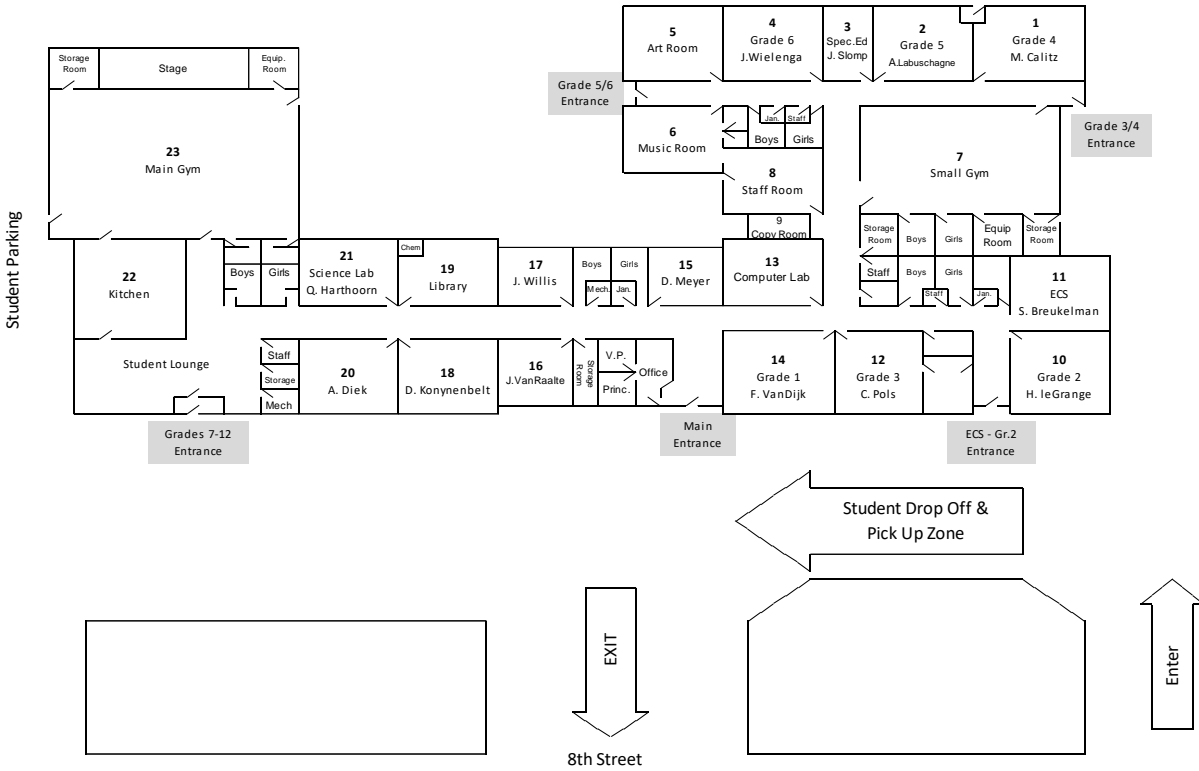 5
Art Room
4
Grade 6
J.Wielenga
3
Spec.Ed
J. Slomp
2
Grade 5
A.Labuschagne
1
Grade 4
M. Calitz
Storage
Room
Stage
Equip.
Room
Grade 5/6
Entrance
Grade 3/4
Entrance
23
Main Gym
6
Music Room
Jan.
Staff
Boys
Girls
7
Small Gym
8
Staff Room
9
Copy Room
Storage
Room
Boys
Girls
Equip
Room
Storage
Room
Student Parking
22
Kitchen
Boys
Girls
21
Science Lab
Q. Harthoorn
Chem
19
Library
17
J. Willis
Boys
Girls
Mech.
Jan.
15
D. Meyer
13
Computer Lab
Staff
Boys
Girls
Staff
Jan.
11
ECS
S. Breukelman
Student Lounge
Staff
Storage
Mech
20
A. Diek
18
D. Konynenbelt
16
J.VanRaalte
Storage
Room
V.P.
Princ.
Office
14
Grade 1
F. VanDijk
12
Grade 3
C. Pols
10
Grade 2
H. leGrange
Grades 7-12
Entrance
Main
Entrance
ECS - Gr.2
Entrance
Student Drop Off &
Pick Up Zone
EXIT
Enter
8th Street